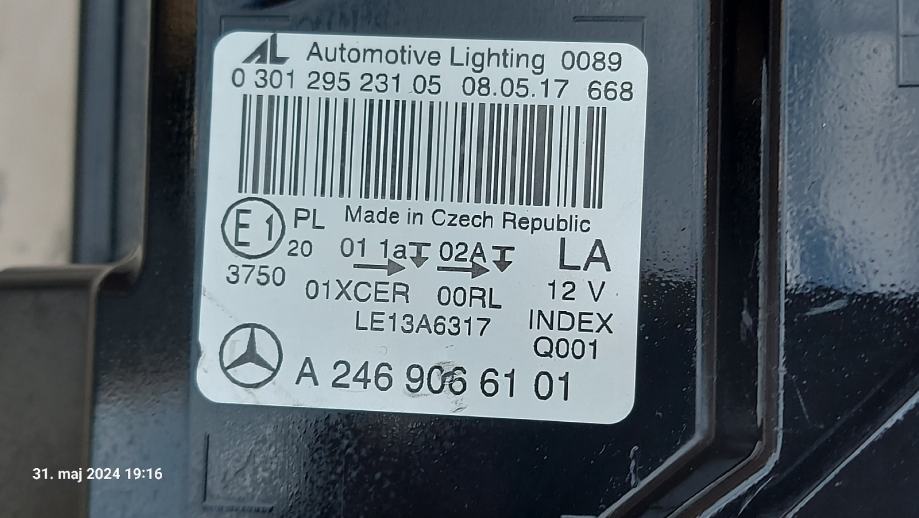 AL Automotive Lighting 0089
0 301 295 231 05 08.05.17 668
E1 PL Made in Czech Republic
20 01 1a 02A LA
3750 01XCER 00RL 12 V
LE13A6317 INDEX
Q001
A 246 906 61 01
31. maj 2024 19:16